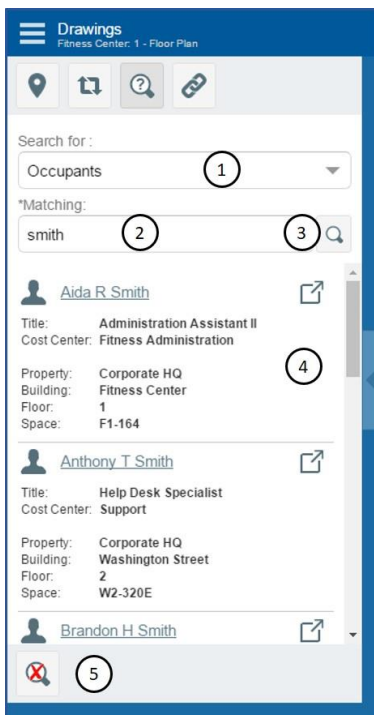 Drawings
Fitness Center: 1 - Floor Plan
Search for :
Occupants 1
*Matching:
smith 2 3
Aida R Smith
Title: Administration Assistant II
Cost Center: Fitness Administration
4
Property: Corporate HQ
Building: Fitness Center
Floor: 1
Space: F1-164
Anthony T Smith
Title: Help Desk Specialist
Cost Center: Support
Property: Corporate HQ
Building: Washington Street
Floor: 2
Space: W2-320E
Brandon H Smith
5